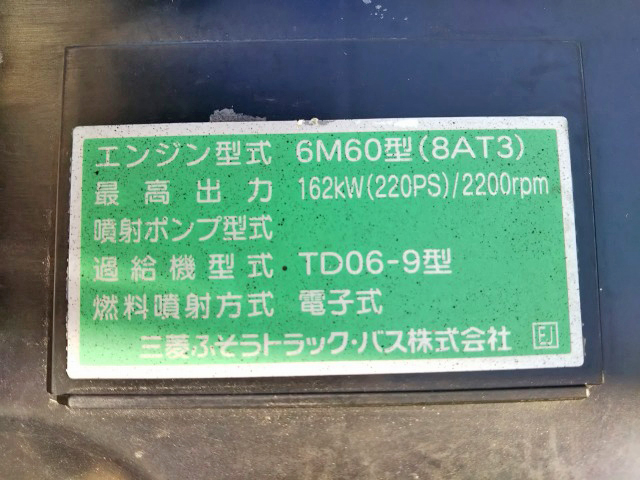 エンジン型式 6M60型(8AT3)
最高出力 162kW(220PS)/2200rpm
噴射ポンプ型式
過給機型式 TD06-9型
燃料噴射方式 電子式
三菱ふそうトラック・バス株式会社 EJ